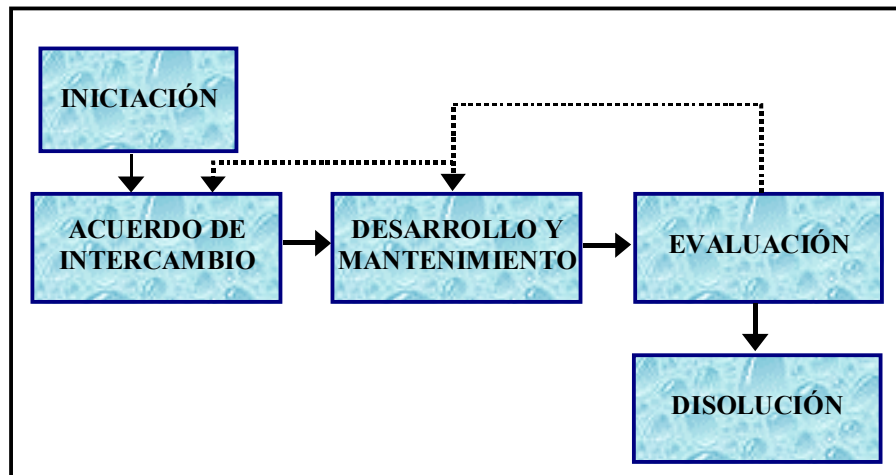 INICIACIÓN
ACUERDO DE
INTERCAMBIO
DESARROLLO Y
MANTENIMIENTO
EVALUACIÓN
DISOLUCIÓN